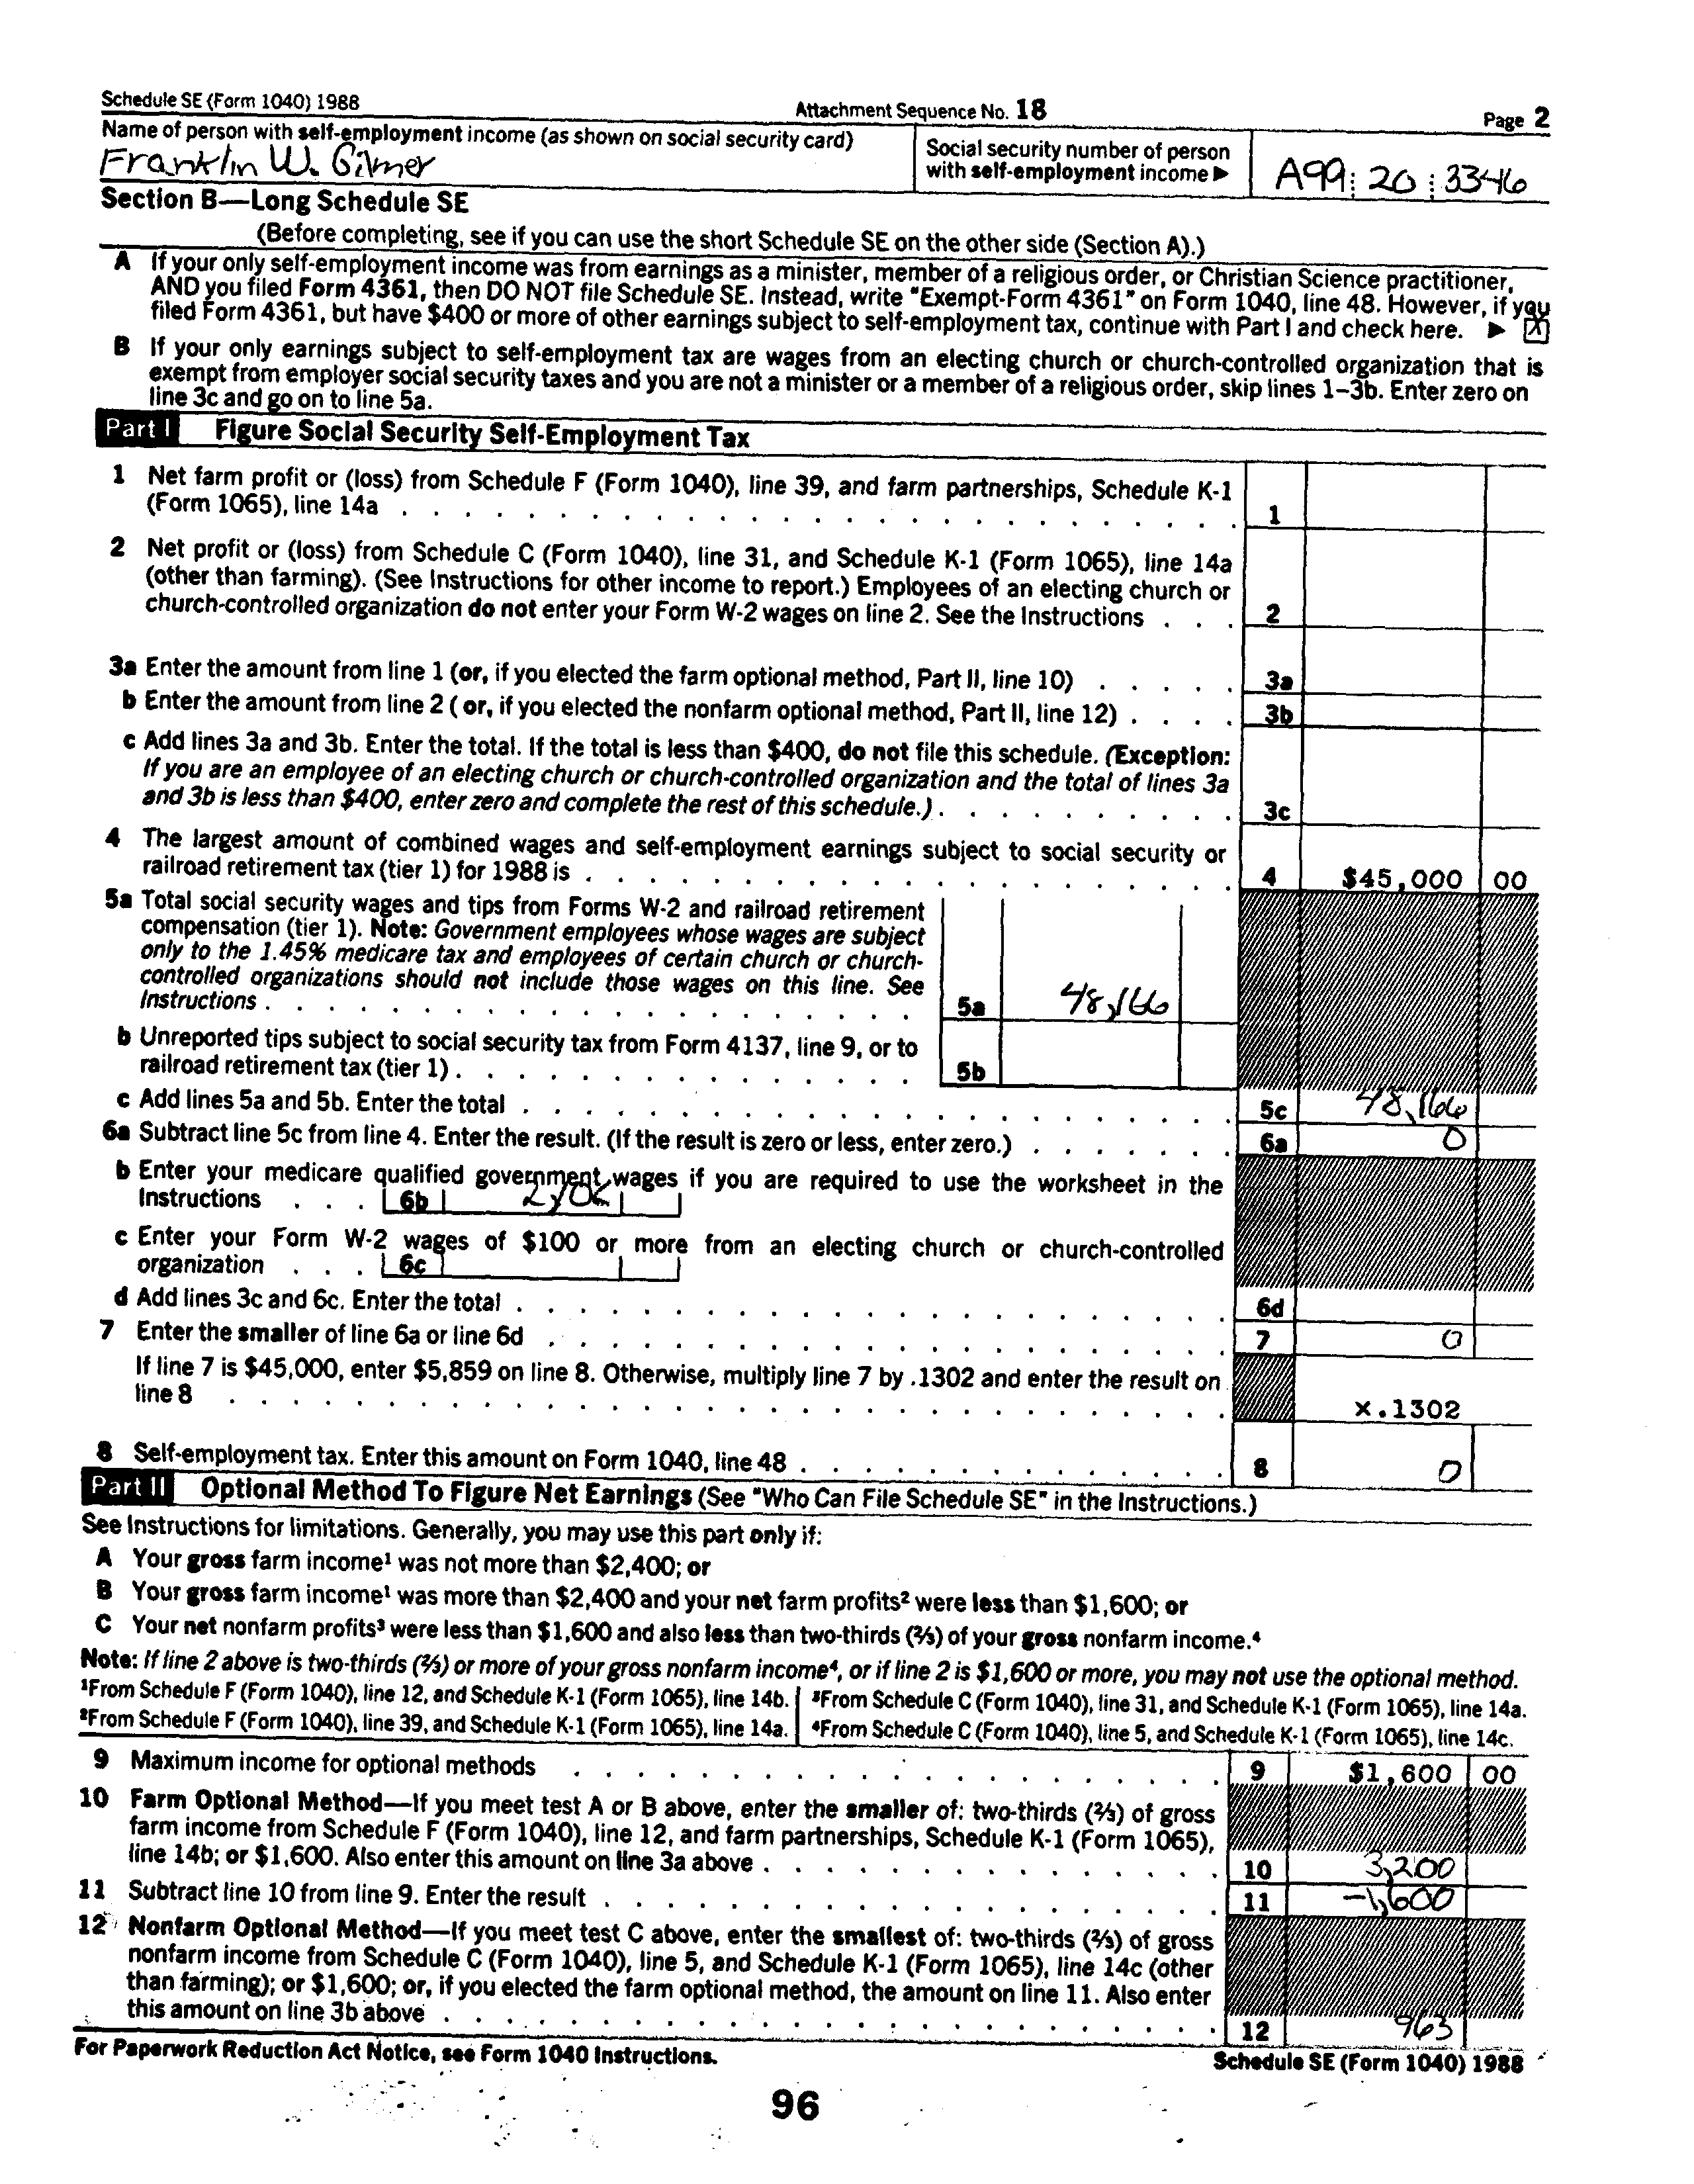 Schedule SE (Form 1040) 1988
Attachment Sequence No. 18
Page 2
Name of person with self-employment income (as shown on social security card)
Franklin W. Gilmer
Social security number of person
with self-employment income ▶
A99: 20: 3346
Section B—Long Schedule SE
(Before completing, see if you can use the short Schedule SE on the other side (Section A).)
A If your only self-employment income was from earnings as a minister, member of a religious order, or Christian Science practitioner,
AND you filed Form 4361, then DO NOT file Schedule SE. Instead, write "Exempt-Form 4361" on Form 1040, line 48. However, if you
filed Form 4361, but have $400 or more of other earnings subject to self-employment tax, continue with Part I and check here. ▶ X
B If your only earnings subject to self-employment tax are wages from an electing church or church-controlled organization that is
exempt from employer social security taxes and you are not a minister or a member of a religious order, skip lines 1–3b. Enter zero on
line 3c and go on to line 5a.
Part I Figure Social Security Self-Employment Tax
1 Net farm profit or (loss) from Schedule F (Form 1040), line 39, and farm partnerships, Schedule K-1
(Form 1065), line 14a . . . 1
2 Net profit or (loss) from Schedule C (Form 1040), line 31, and Schedule K-1 (Form 1065), line 14a
(other than farming). (See Instructions for other income to report.) Employees of an electing church or
church-controlled organization do not enter your Form W-2 wages on line 2. See the Instructions . . . 2
3a Enter the amount from line 1 (or, if you elected the farm optional method, Part II, line 10) . . . 3a
b Enter the amount from line 2 ( or, if you elected the nonfarm optional method, Part II, line 12) . . . 3b
c Add lines 3a and 3b. Enter the total. If the total is less than $400, do not file this schedule. (Exception:
If you are an employee of an electing church or church-controlled organization and the total of lines 3a
and 3b is less than $400, enter zero and complete the rest of this schedule.) . . . 3c
4 The largest amount of combined wages and self-employment earnings subject to social security or
railroad retirement tax (tier 1) for 1988 is . . . 4 $45,000 00
5a Total social security wages and tips from Forms W-2 and railroad retirement
compensation (tier 1). Note: Government employees whose wages are subject
only to the 1.45% medicare tax and employees of certain church or church-
controlled organizations should not include those wages on this line. See
Instructions . . . 5a 48,166
b Unreported tips subject to social security tax from Form 4137, line 9, or to
railroad retirement tax (tier 1) . . . 5b
c Add lines 5a and 5b. Enter the total . . . 5c 48,166
6a Subtract line 5c from line 4. Enter the result. (If the result is zero or less, enter zero.) . . . 6a 0
b Enter your medicare qualified government wages if you are required to use the worksheet in the
Instructions . . . 6b
c Enter your Form W-2 wages of $100 or more from an electing church or church-controlled
organization . . . 6c
d Add lines 3c and 6c. Enter the total . . . 6d
7 Enter the smaller of line 6a or line 6d . . . 7 0
If line 7 is $45,000, enter $5,859 on line 8. Otherwise, multiply line 7 by .1302 and enter the result on
line 8 . . . x.1302
8 Self-employment tax. Enter this amount on Form 1040, line 48 . . . 8 0
Part II Optional Method To Figure Net Earnings (See "Who Can File Schedule SE" in the Instructions.)
See Instructions for limitations. Generally, you may use this part only if:
A Your gross farm income¹ was not more than $2,400; or
B Your gross farm income¹ was more than $2,400 and your net farm profits² were less than $1,600; or
C Your net nonfarm profits³ were less than $1,600 and also less than two-thirds (⅔) of your gross nonfarm income.⁴
Note: If line 2 above is two-thirds (⅔) or more of your gross nonfarm income⁴, or if line 2 is $1,600 or more, you may not use the optional method.
¹From Schedule F (Form 1040), line 12, and Schedule K-1 (Form 1065), line 14b.
³From Schedule C (Form 1040), line 31, and Schedule K-1 (Form 1065), line 14a.
²From Schedule F (Form 1040), line 39, and Schedule K-1 (Form 1065), line 14a.
⁴From Schedule C (Form 1040), line 5, and Schedule K-1 (Form 1065), line 14c.
9 Maximum income for optional methods . . . 9 $1,600 00
10 Farm Optional Method—If you meet test A or B above, enter the smaller of: two-thirds (⅔) of gross
farm income from Schedule F (Form 1040), line 12, and farm partnerships, Schedule K-1 (Form 1065),
line 14b; or $1,600. Also enter this amount on line 3a above . . . 10 3,200
11 Subtract line 10 from line 9. Enter the result . . . 11 -1,600
12 Nonfarm Optional Method—If you meet test C above, enter the smallest of: two-thirds (⅔) of gross
nonfarm income from Schedule C (Form 1040), line 5, and Schedule K-1 (Form 1065), line 14c (other
than farming); or $1,600; or, if you elected the farm optional method, the amount on line 11. Also enter
this amount on line 3b above . . . 12 963
For Paperwork Reduction Act Notice, see Form 1040 Instructions.
Schedule SE (Form 1040) 1988
96